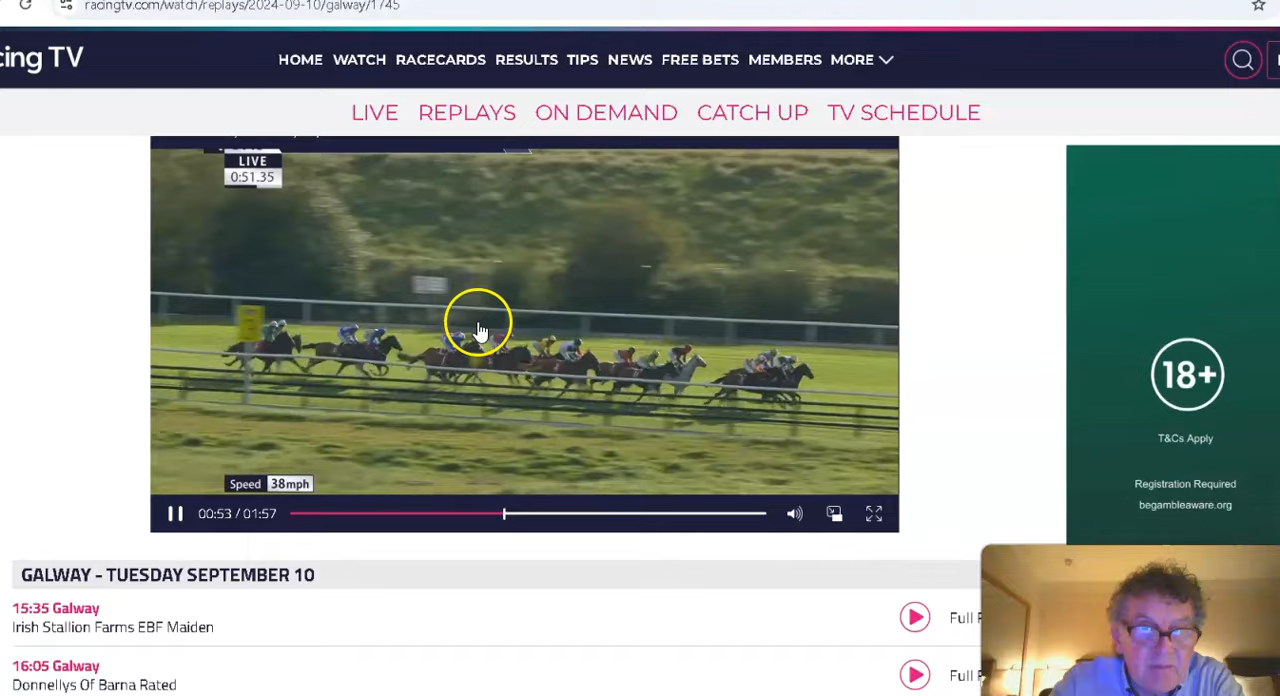 racingtv.com/watch/replays/2024-09-10/galway/1745
cing TV
HOME WATCH RACECARDS RESULTS TIPS NEWS FREE BETS MEMBERS MORE
LIVE REPLAYS ON DEMAND CATCH UP TV SCHEDULE
LIVE
0:51.35
Speed 38mph
00:53 / 01:57
18+
T&Cs Apply
Registration Required
begambleaware.org
GALWAY - TUESDAY SEPTEMBER 10
15:35 Galway
Irish Stallion Farms EBF Maiden
Full
16:05 Galway
Donnellys Of Barna Rated
Full